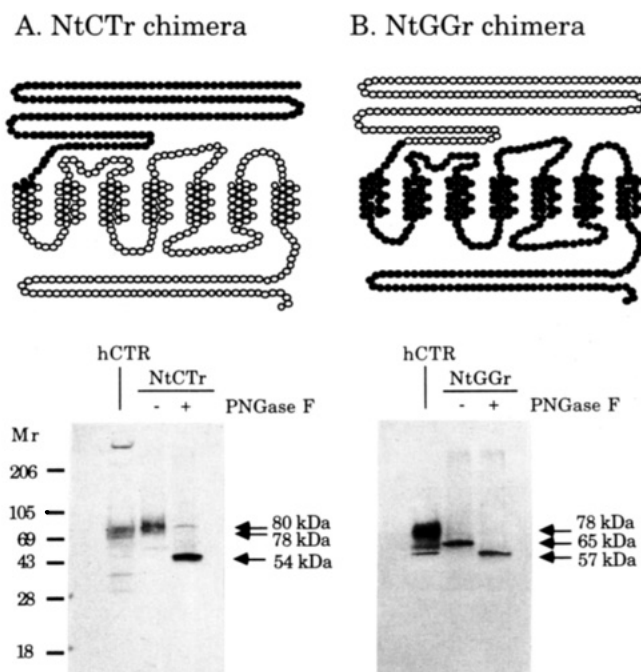 A. NtCTr chimera
B. NtGGr chimera
hCTR
NtCTr
- + PNGase F
Mr
206
105
69
43
28
18
80 kDa
78 kDa
54 kDa
hCTR
NtGGr
- + PNGase F
78 kDa
65 kDa
57 kDa